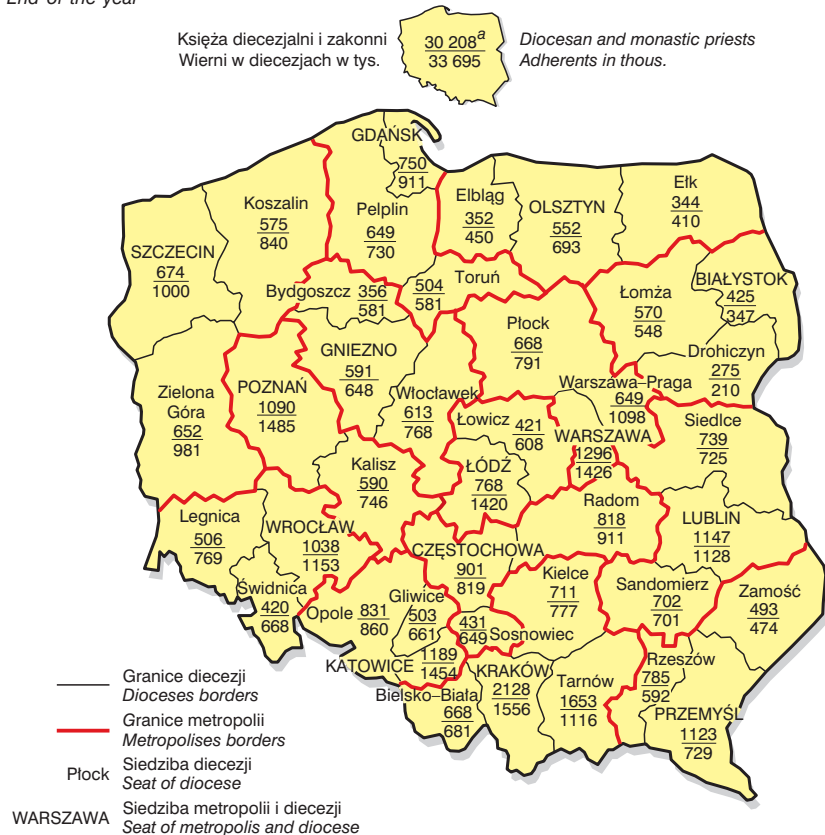 End of the year
Księża diecezjalni i zakonni
Wierni w diecezjach w tys.
30 208a
33 695
Diocesan and monastic priests
Adherents in thous.
GDAŃSK
750
911
Koszalin
575
840
Pelplin
649
730
Elbląg
352
450
OLSZTYN
552
693
Ełk
344
410
SZCZECIN
674
1000
Bydgoszcz 356
581
504
581
Toruń
Łomża
570
548
BIAŁYSTOK
425
347
Płock
668
791
Drohiczyn
275
210
GNIEZNO
591
648
Zielona
Góra
652
981
POZNAŃ
1090
1485
Włocławek
613
768
Warszawa–Praga
649
1098
Łowicz 421
608
WARSZAWA
1296
1426
Siedlce
739
725
Kalisz
590
746
ŁÓDŹ
768
1420
Radom
818
911
LUBLIN
1147
1128
Legnica
506
769
WROCŁAW
1038
1153
CZĘSTOCHOWA
901
819
Kielce
711
777
Sandomierz
702
701
Zamość
493
474
Świdnica
420
668
Opole 831
860
Gliwice
503
661
431
649 Sosnowiec
KATOWICE 1189
1454
KRAKÓW
2128
1556
Tarnów
1653
1116
Rzeszów
785
592
Bielsko–Biała
668
681
PRZEMYŚL
1123
729
Granice diecezji
Dioceses borders
Granice metropolii
Metropolises borders
Płock Siedziba diecezji
Seat of diocese
WARSZAWA Siedziba metropolii i diecezji
Seat of metropolis and diocese